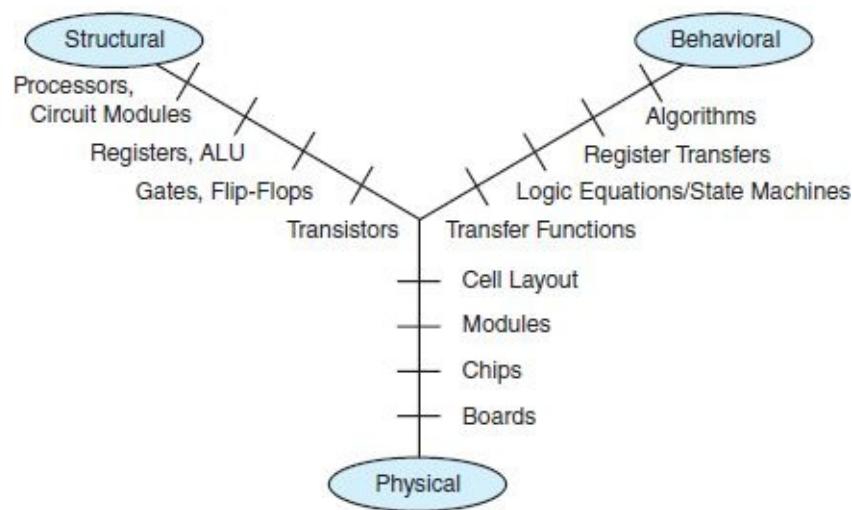 Structural
Behavioral
Processors,
Circuit Modules
Algorithms
Registers, ALU
Register Transfers
Gates, Flip-Flops
Logic Equations/State Machines
Transistors
Transfer Functions
Cell Layout
Modules
Chips
Boards
Physical